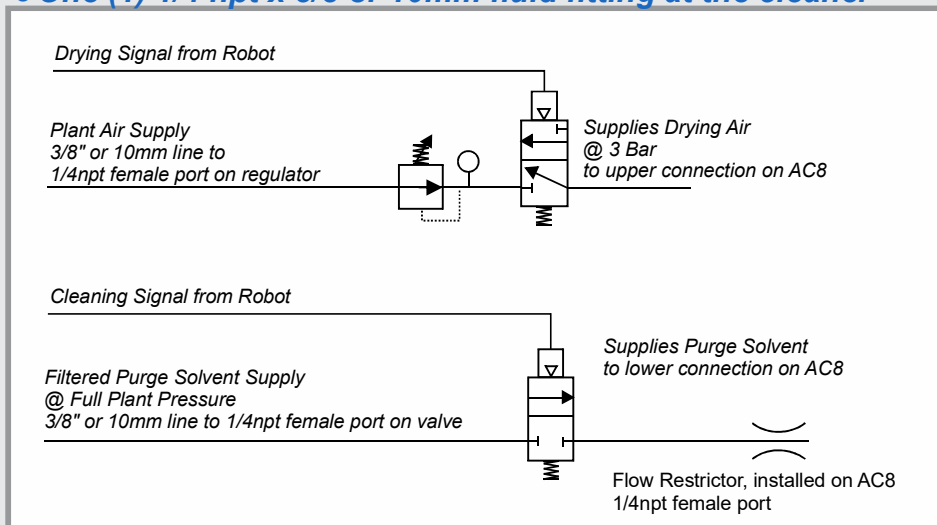 Drying Signal from Robot
Plant Air Supply
3/8" or 10mm line to
1/4npt female port on regulator
Supplies Drying Air
@ 3 Bar
to upper connection on AC8
Cleaning Signal from Robot
Supplies Purge Solvent
to lower connection on AC8
Filtered Purge Solvent Supply
@ Full Plant Pressure
3/8" or 10mm line to 1/4npt female port on valve
Flow Restrictor, installed on AC8
1/4npt female port